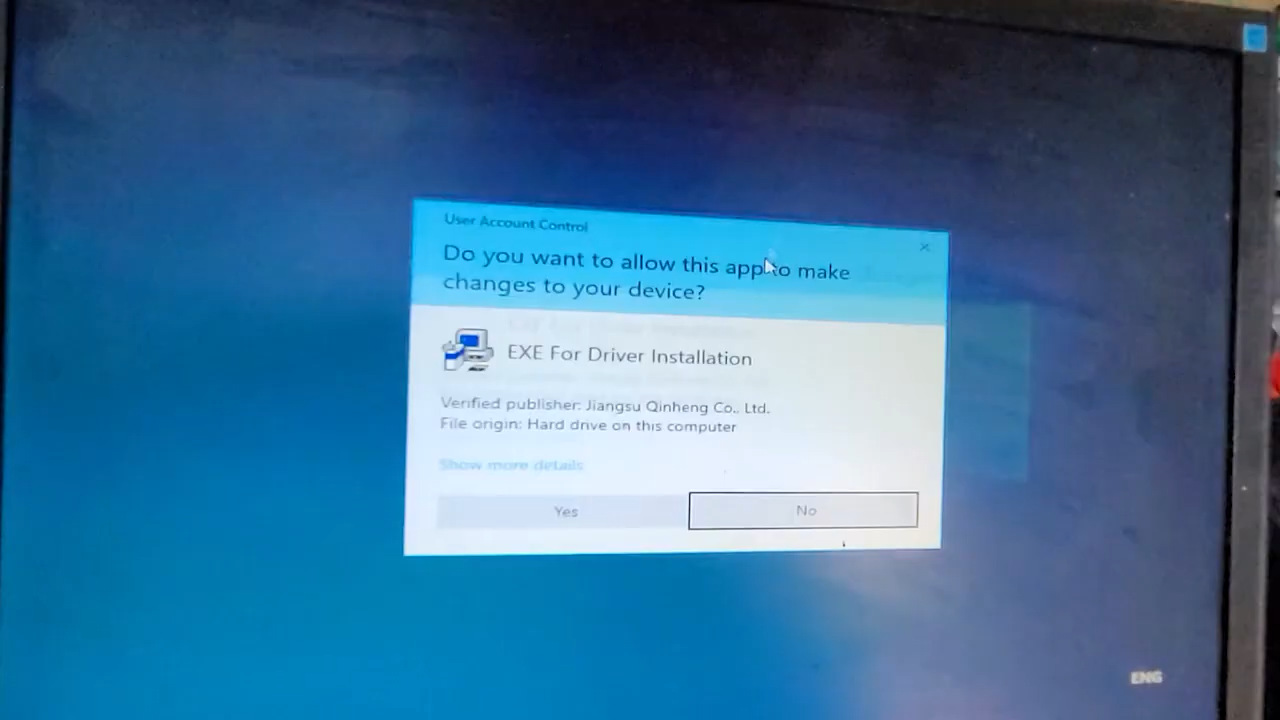 User Account Control
Do you want to allow this app to make
changes to your device?
EXE For Driver Installation
Verified publisher: Jiangsu Qinheng Co., Ltd.
File origin: Hard drive on this computer
Show more details
Yes
No
ENG